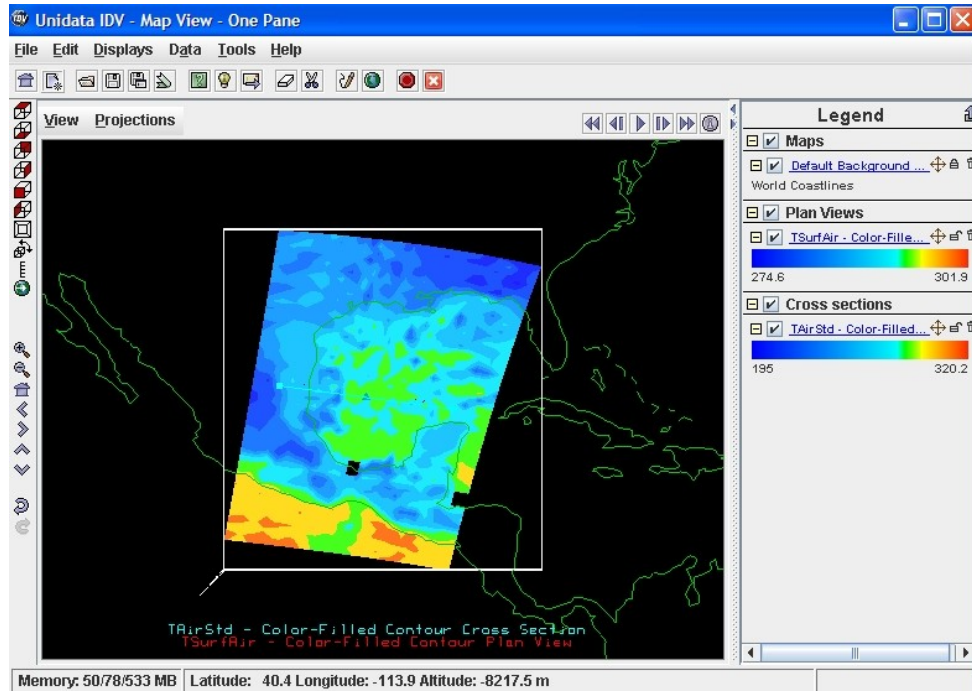 IDV Unidata IDV - Map View - One Pane
File Edit Displays Data Tools Help
View Projections
Legend
Maps
Default Background ...
World Coastlines
Plan Views
TSurfAir - Color-Fille...
274.6 301.9
Cross sections
TAirStd - Color-Filled...
195 320.2
TAirStd - Color-Filled Contour Cross Section
TSurfAir - Color-Filled Contour Plan View
Memory: 50/78/533 MB Latitude: 40.4 Longitude: -113.9 Altitude: -8217.5 m